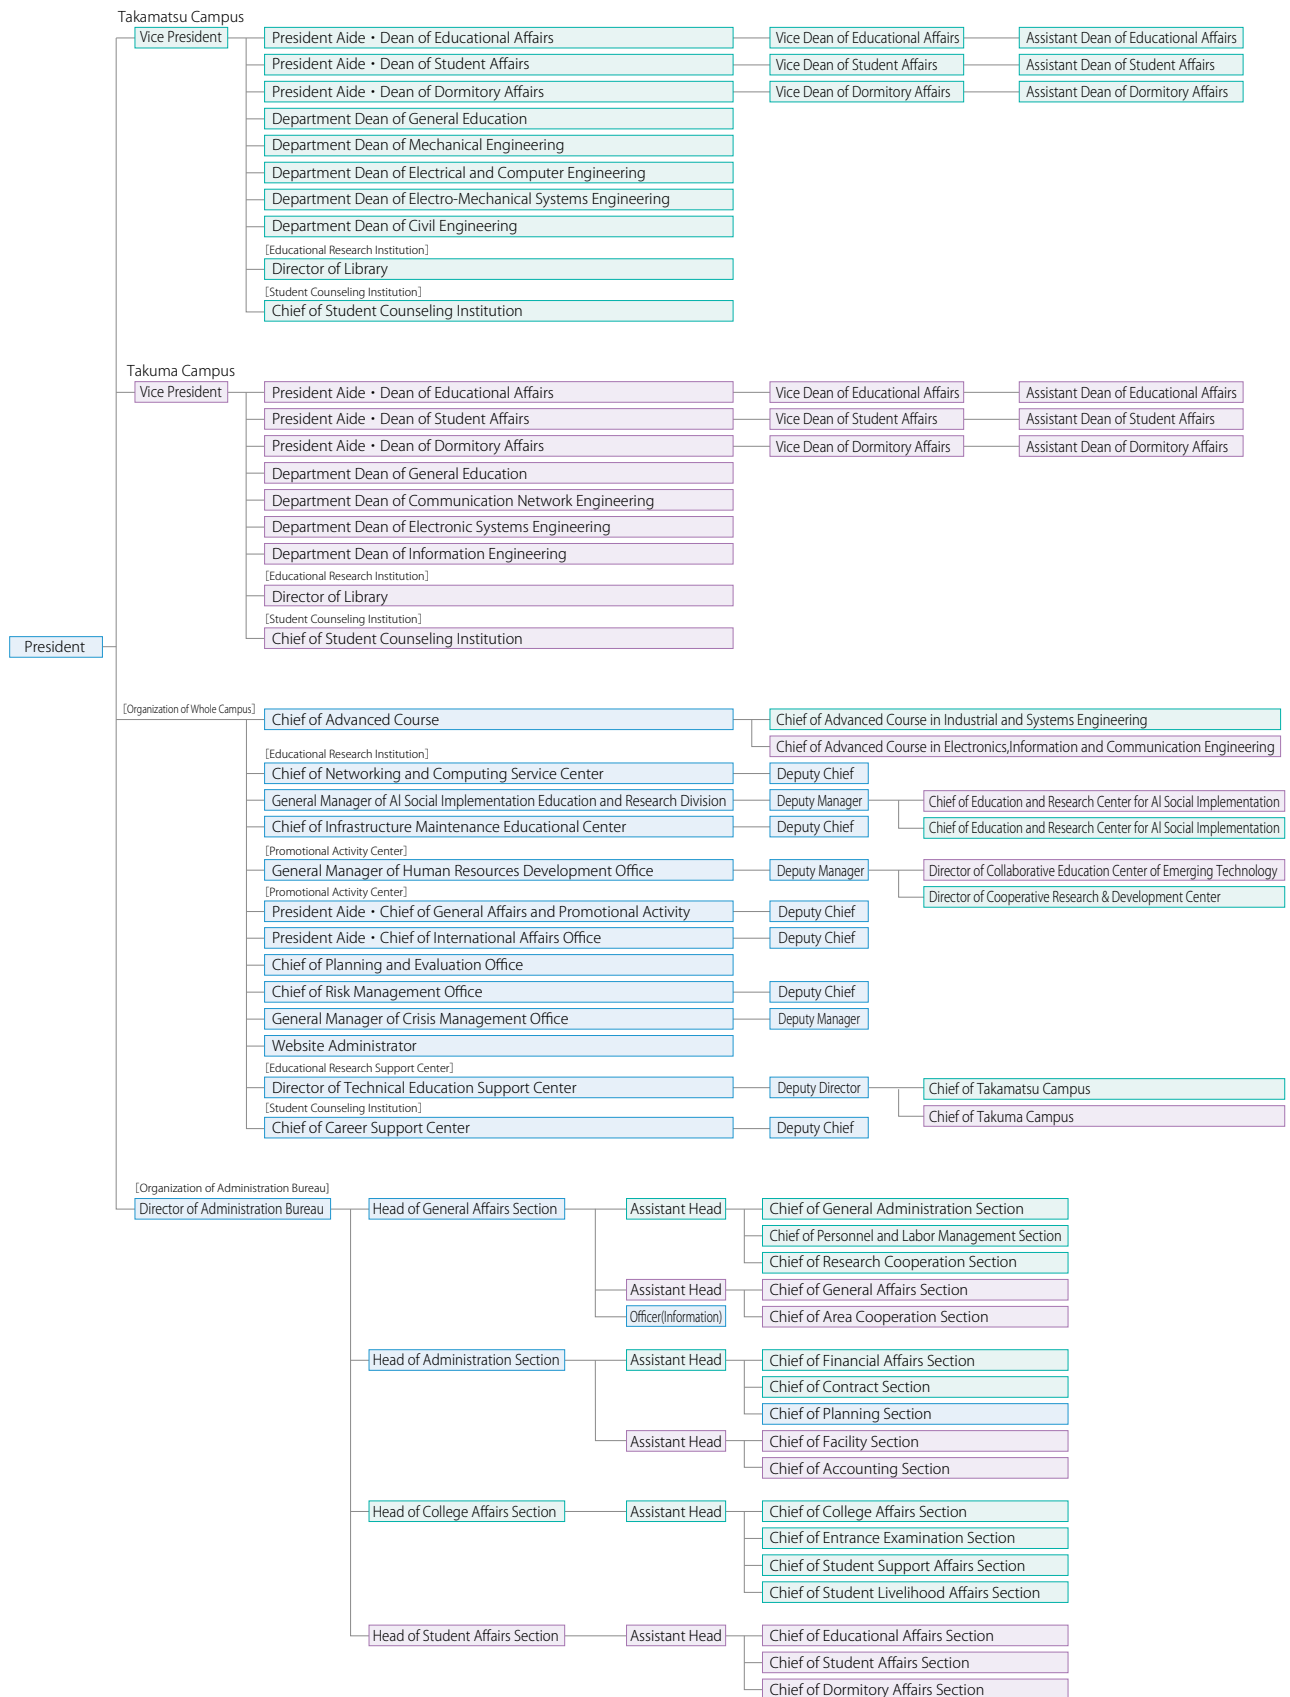 Takamatsu Campus
Vice President
President Aide・Dean of Educational Affairs
Vice Dean of Educational Affairs
Assistant Dean of Educational Affairs
President Aide・Dean of Student Affairs
Vice Dean of Student Affairs
Assistant Dean of Student Affairs
President Aide・Dean of Dormitory Affairs
Vice Dean of Dormitory Affairs
Assistant Dean of Dormitory Affairs
Department Dean of General Education
Department Dean of Mechanical Engineering
Department Dean of Electrical and Computer Engineering
Department Dean of Electro-Mechanical Systems Engineering
Department Dean of Civil Engineering
[Educational Research Institution]
Director of Library
[Student Counseling Institution]
Chief of Student Counseling Institution
Takuma Campus
Vice President
President Aide・Dean of Educational Affairs
Vice Dean of Educational Affairs
Assistant Dean of Educational Affairs
President Aide・Dean of Student Affairs
Vice Dean of Student Affairs
Assistant Dean of Student Affairs
President Aide・Dean of Dormitory Affairs
Vice Dean of Dormitory Affairs
Assistant Dean of Dormitory Affairs
Department Dean of General Education
Department Dean of Communication Network Engineering
Department Dean of Electronic Systems Engineering
Department Dean of Information Engineering
[Educational Research Institution]
Director of Library
[Student Counseling Institution]
Chief of Student Counseling Institution
President
[Organization of Whole Campus]
Chief of Advanced Course
Chief of Advanced Course in Industrial and Systems Engineering
Chief of Advanced Course in Electronics,Information and Communication Engineering
[Educational Research Institution]
Chief of Networking and Computing Service Center
Deputy Chief
General Manager of AI Social Implementation Education and Research Division
Deputy Manager
Chief of Education and Research Center for AI Social Implementation
Chief of Infrastructure Maintenance Educational Center
Deputy Chief
Chief of Education and Research Center for AI Social Implementation
[Promotional Activity Center]
General Manager of Human Resources Development Office
Deputy Manager
Director of Collaborative Education Center of Emerging Technology
[Promotional Activity Center]
Director of Cooperative Research & Development Center
President Aide・Chief of General Affairs and Promotional Activity
Deputy Chief
President Aide・Chief of International Affairs Office
Deputy Chief
Chief of Planning and Evaluation Office
Chief of Risk Management Office
Deputy Chief
General Manager of Crisis Management Office
Deputy Manager
Website Administrator
[Educational Research Support Center]
Director of Technical Education Support Center
Deputy Director
Chief of Takamatsu Campus
[Student Counseling Institution]
Chief of Takuma Campus
Chief of Career Support Center
Deputy Chief
[Organization of Administration Bureau]
Director of Administration Bureau
Head of General Affairs Section
Assistant Head
Chief of General Administration Section
Chief of Personnel and Labor Management Section
Chief of Research Cooperation Section
Assistant Head
Chief of General Affairs Section
Officer(Information)
Chief of Area Cooperation Section
Head of Administration Section
Assistant Head
Chief of Financial Affairs Section
Chief of Contract Section
Chief of Planning Section
Assistant Head
Chief of Facility Section
Chief of Accounting Section
Head of College Affairs Section
Assistant Head
Chief of College Affairs Section
Chief of Entrance Examination Section
Chief of Student Support Affairs Section
Chief of Student Livelihood Affairs Section
Head of Student Affairs Section
Assistant Head
Chief of Educational Affairs Section
Chief of Student Affairs Section
Chief of Dormitory Affairs Section